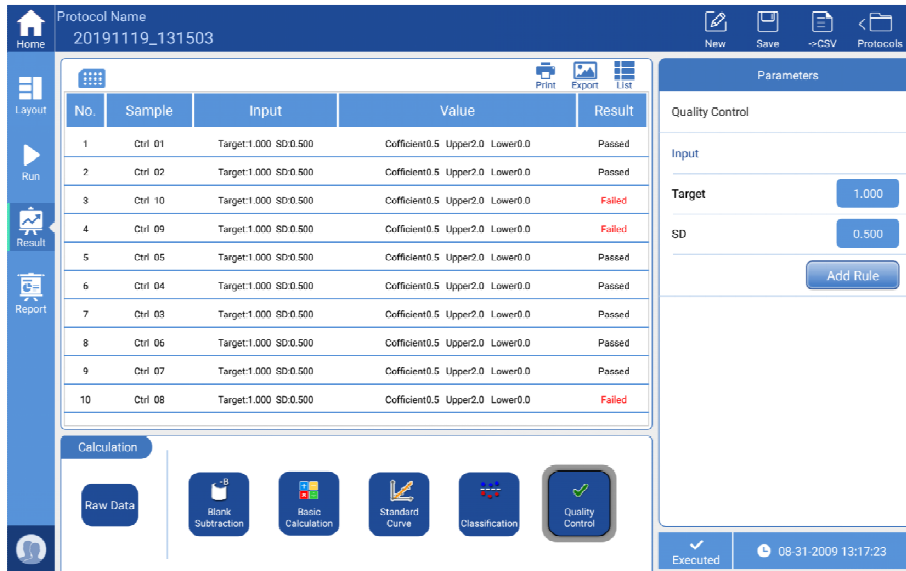 Protocol Name
20191119_131503
Home
New
Save
->CSV
Protocols
Layout
Run
Result
Report
Print
Export
List
No. Sample Input Value Result
1 Ctrl 01 Target:1.000 SD:0.500 Cofficient0.5 Upper2.0 Lower0.0 Passed
2 Ctrl 02 Target:1.000 SD:0.500 Cofficient0.5 Upper2.0 Lower0.0 Passed
3 Ctrl 10 Target:1.000 SD:0.500 Cofficient0.5 Upper2.0 Lower0.0 Failed
4 Ctrl 09 Target:1.000 SD:0.500 Cofficient0.5 Upper2.0 Lower0.0 Failed
5 Ctrl 05 Target:1.000 SD:0.500 Cofficient0.5 Upper2.0 Lower0.0 Passed
6 Ctrl 04 Target:1.000 SD:0.500 Cofficient0.5 Upper2.0 Lower0.0 Passed
7 Ctrl 03 Target:1.000 SD:0.500 Cofficient0.5 Upper2.0 Lower0.0 Passed
8 Ctrl 06 Target:1.000 SD:0.500 Cofficient0.5 Upper2.0 Lower0.0 Passed
9 Ctrl 07 Target:1.000 SD:0.500 Cofficient0.5 Upper2.0 Lower0.0 Passed
10 Ctrl 08 Target:1.000 SD:0.500 Cofficient0.5 Upper2.0 Lower0.0 Failed
Parameters
Quality Control
Input
Target 1.000
SD 0.500
Add Rule
Calculation
Raw Data
-B
Blank
Subtraction
Basic
Calculation
Standard
Curve
Classification
Quality
Control
Executed
08-31-2009 13:17:23